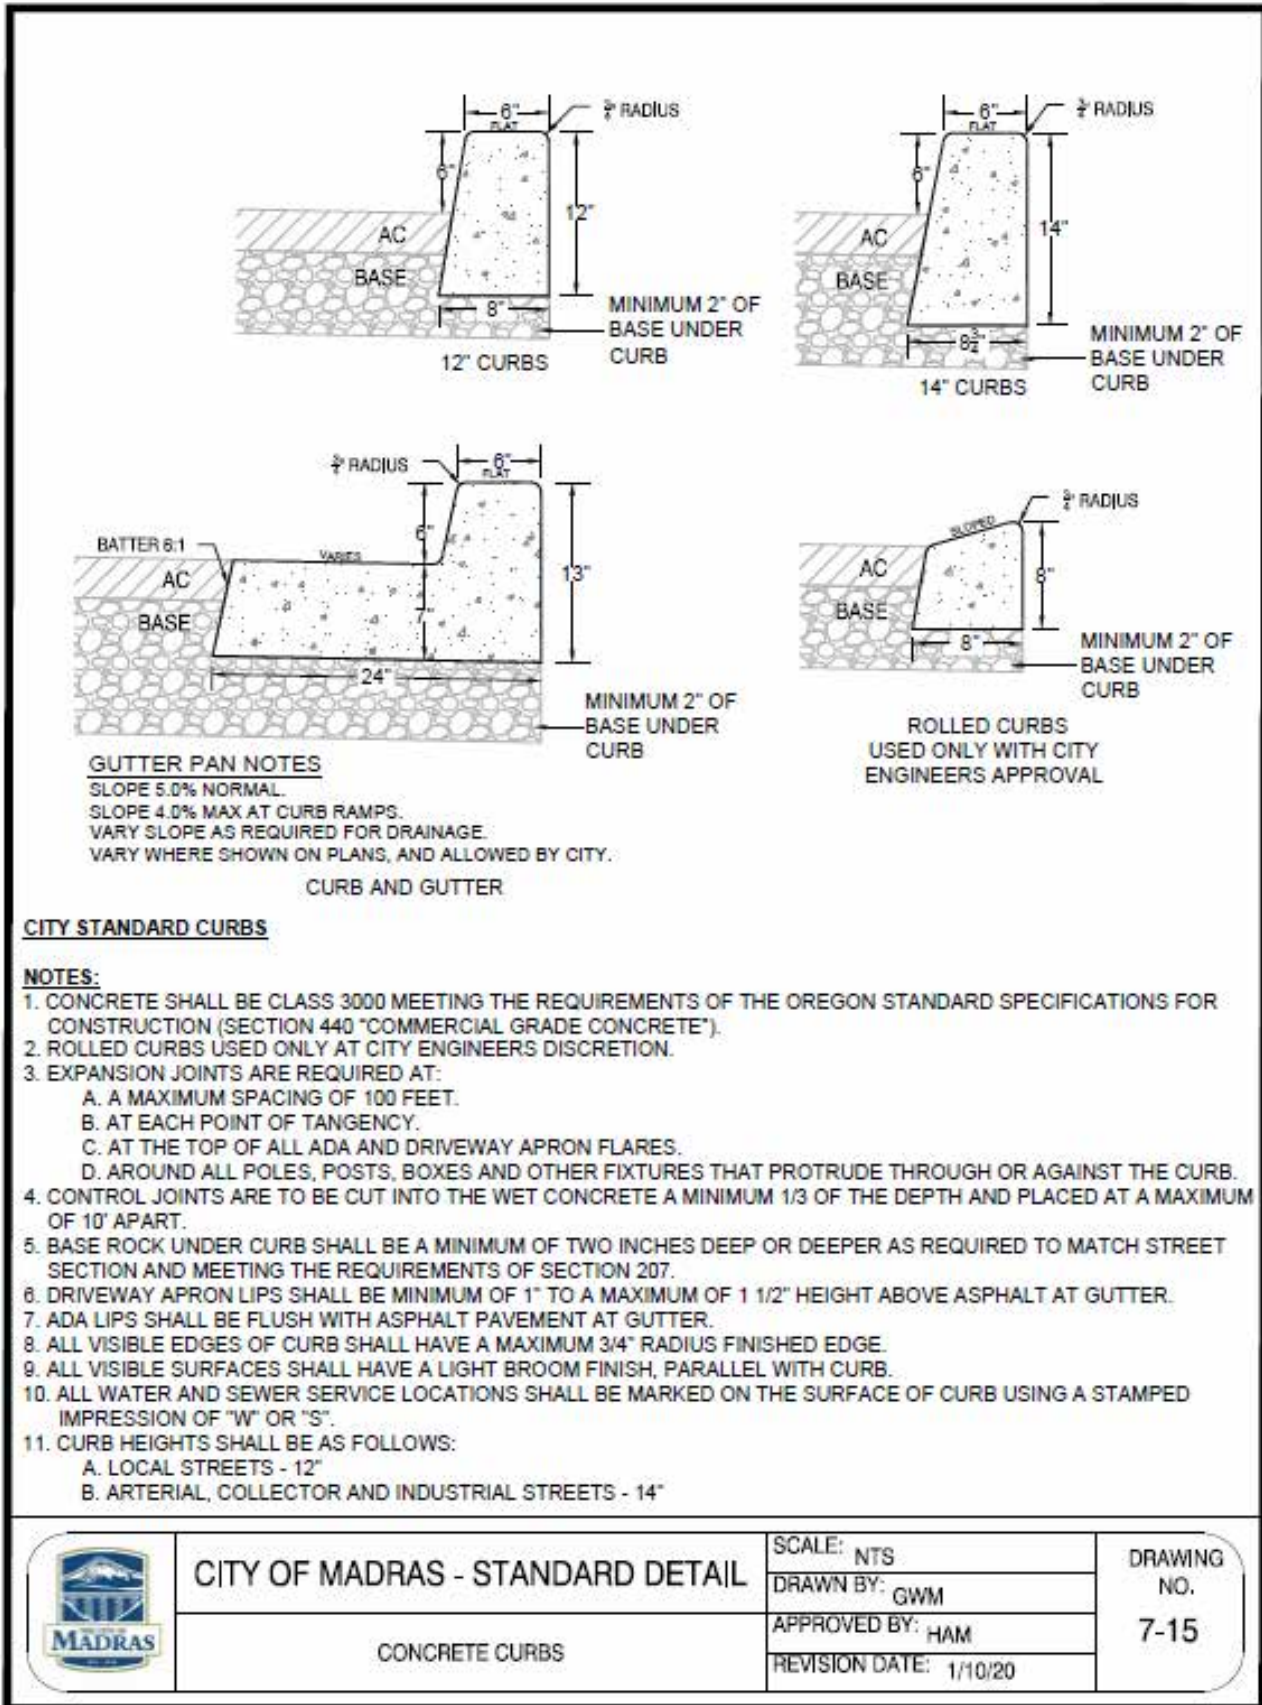 6"
FLAT
3/4" RADIUS
6"
12"
AC
BASE
8"
MINIMUM 2" OF
BASE UNDER
CURB
12" CURBS
6"
FLAT
3/4" RADIUS
6"
14"
AC
BASE
8 3/4"
MINIMUM 2" OF
BASE UNDER
CURB
14" CURBS
3/4" RADIUS
6"
FLAT
6"
BATTER 6:1
VARIES
13"
AC
7"
BASE
24"
MINIMUM 2" OF
BASE UNDER
CURB
GUTTER PAN NOTES
SLOPE 5.0% NORMAL.
SLOPE 4.0% MAX AT CURB RAMPS.
VARY SLOPE AS REQUIRED FOR DRAINAGE.
VARY WHERE SHOWN ON PLANS, AND ALLOWED BY CITY.
CURB AND GUTTER
3/4" RADIUS
SLOPED
AC
8"
BASE
8"
MINIMUM 2" OF
BASE UNDER
CURB
ROLLED CURBS
USED ONLY WITH CITY
ENGINEERS APPROVAL
CITY STANDARD CURBS
NOTES:
1. CONCRETE SHALL BE CLASS 3000 MEETING THE REQUIREMENTS OF THE OREGON STANDARD SPECIFICATIONS FOR
CONSTRUCTION (SECTION 440 "COMMERCIAL GRADE CONCRETE").
2. ROLLED CURBS USED ONLY AT CITY ENGINEERS DISCRETION.
3. EXPANSION JOINTS ARE REQUIRED AT:
A. A MAXIMUM SPACING OF 100 FEET.
B. AT EACH POINT OF TANGENCY.
C. AT THE TOP OF ALL ADA AND DRIVEWAY APRON FLARES.
D. AROUND ALL POLES, POSTS, BOXES AND OTHER FIXTURES THAT PROTRUDE THROUGH OR AGAINST THE CURB.
4. CONTROL JOINTS ARE TO BE CUT INTO THE WET CONCRETE A MINIMUM 1/3 OF THE DEPTH AND PLACED AT A MAXIMUM
OF 10' APART.
5. BASE ROCK UNDER CURB SHALL BE A MINIMUM OF TWO INCHES DEEP OR DEEPER AS REQUIRED TO MATCH STREET
SECTION AND MEETING THE REQUIREMENTS OF SECTION 207.
6. DRIVEWAY APRON LIPS SHALL BE MINIMUM OF 1" TO A MAXIMUM OF 1 1/2" HEIGHT ABOVE ASPHALT AT GUTTER.
7. ADA LIPS SHALL BE FLUSH WITH ASPHALT PAVEMENT AT GUTTER.
8. ALL VISIBLE EDGES OF CURB SHALL HAVE A MAXIMUM 3/4" RADIUS FINISHED EDGE.
9. ALL VISIBLE SURFACES SHALL HAVE A LIGHT BROOM FINISH, PARALLEL WITH CURB.
10. ALL WATER AND SEWER SERVICE LOCATIONS SHALL BE MARKED ON THE SURFACE OF CURB USING A STAMPED
IMPRESSION OF "W" OR "S".
11. CURB HEIGHTS SHALL BE AS FOLLOWS:
A. LOCAL STREETS - 12"
B. ARTERIAL, COLLECTOR AND INDUSTRIAL STREETS - 14"
MADRAS
CITY OF MADRAS - STANDARD DETAIL
CONCRETE CURBS
SCALE: NTS
DRAWN BY: GWM
APPROVED BY: HAM
REVISION DATE: 1/10/20
DRAWING
NO.
7-15